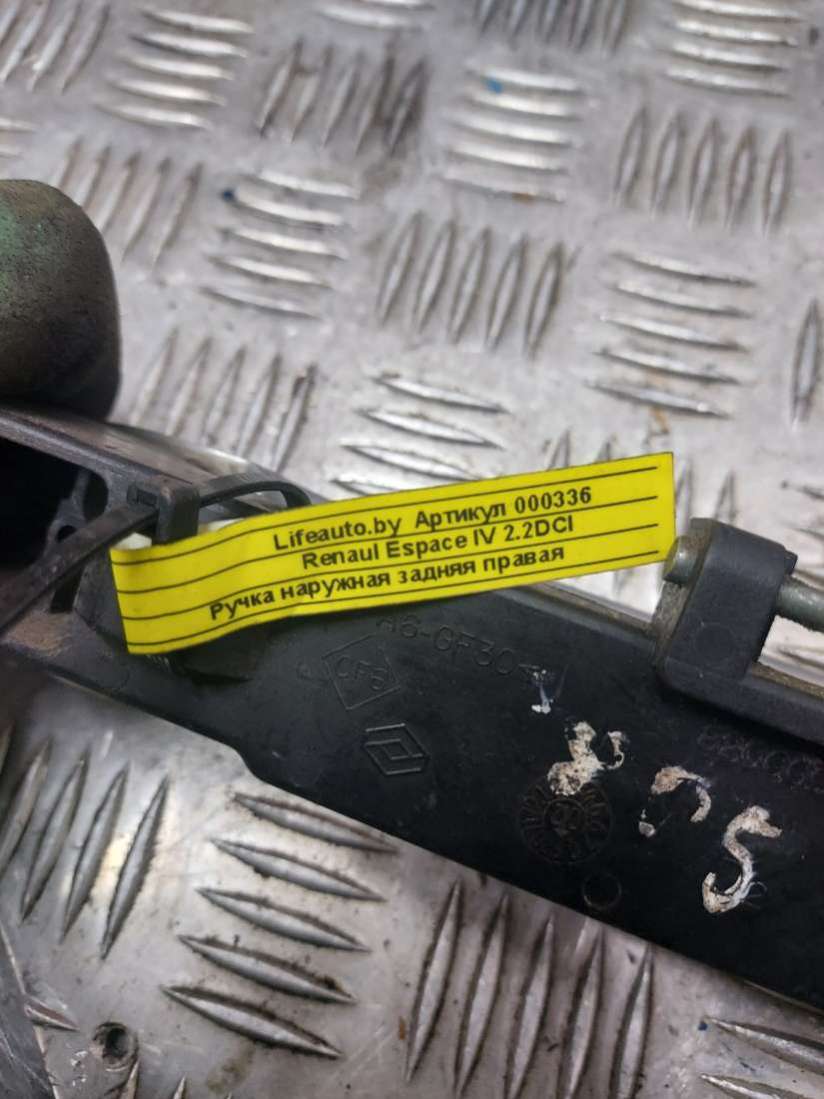 Lifeauto.by Артикул 000336
Renaul Espace IV 2.2DCI
Ручка наружная задняя правая